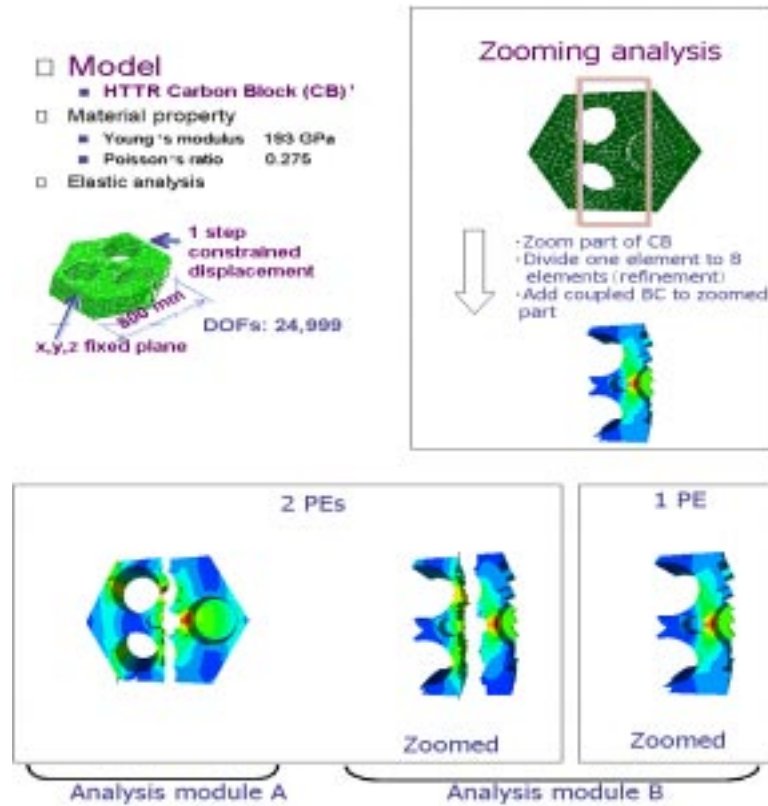 Model
HTTR Carbon Block (CB)'
Material property
Young's modulus 193 GPa
Poisson's ratio 0.275
Elastic analysis
1 step
constrained
displacement
800 mm
DOFs: 24,999
x,y,z fixed plane
Zooming analysis
・Zoom part of CB
・Divide one element to 8
elements (refinement)
・Add coupled BC to zoomed
part
2 PEs
1 PE
Zoomed
Zoomed
Analysis module A
Analysis module B